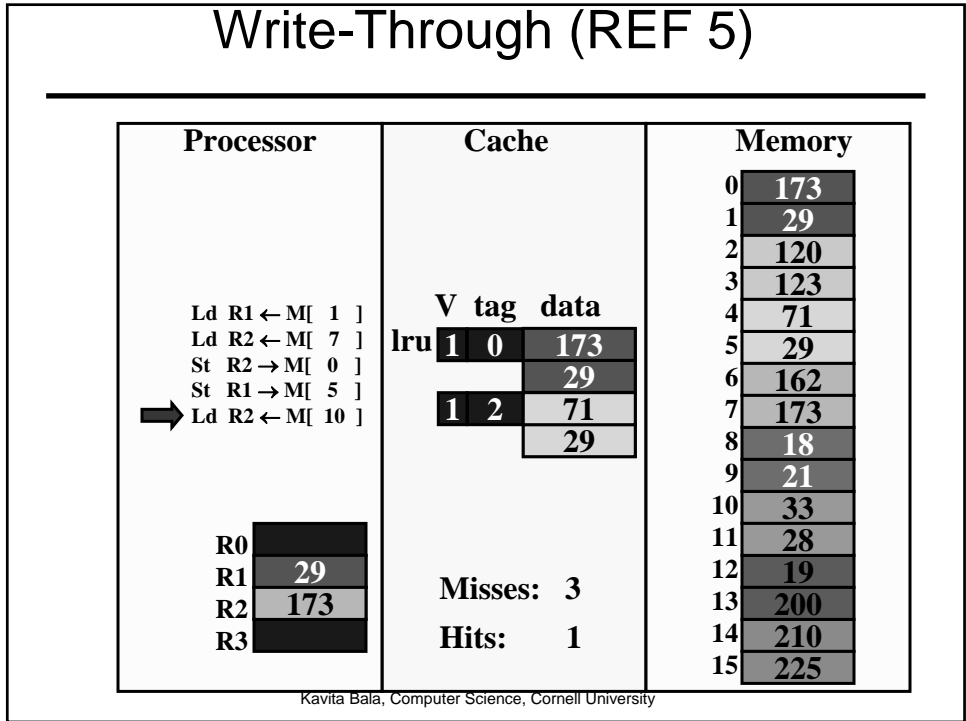 Write-Through (REF 5)
Processor
Ld R1 ← M[ 1 ]
Ld R2 ← M[ 7 ]
St R2 → M[ 0 ]
St R1 → M[ 5 ]
Ld R2 ← M[ 10 ]
R0
R1 29
R2 173
R3
Cache
V tag data
lru 1 0 173
29
1 2 71
29
Misses: 3
Hits: 1
Memory
0 173
1 29
2 120
3 123
4 71
5 29
6 162
7 173
8 18
9 21
10 33
11 28
12 19
13 200
14 210
15 225
Kavita Bala, Computer Science, Cornell University